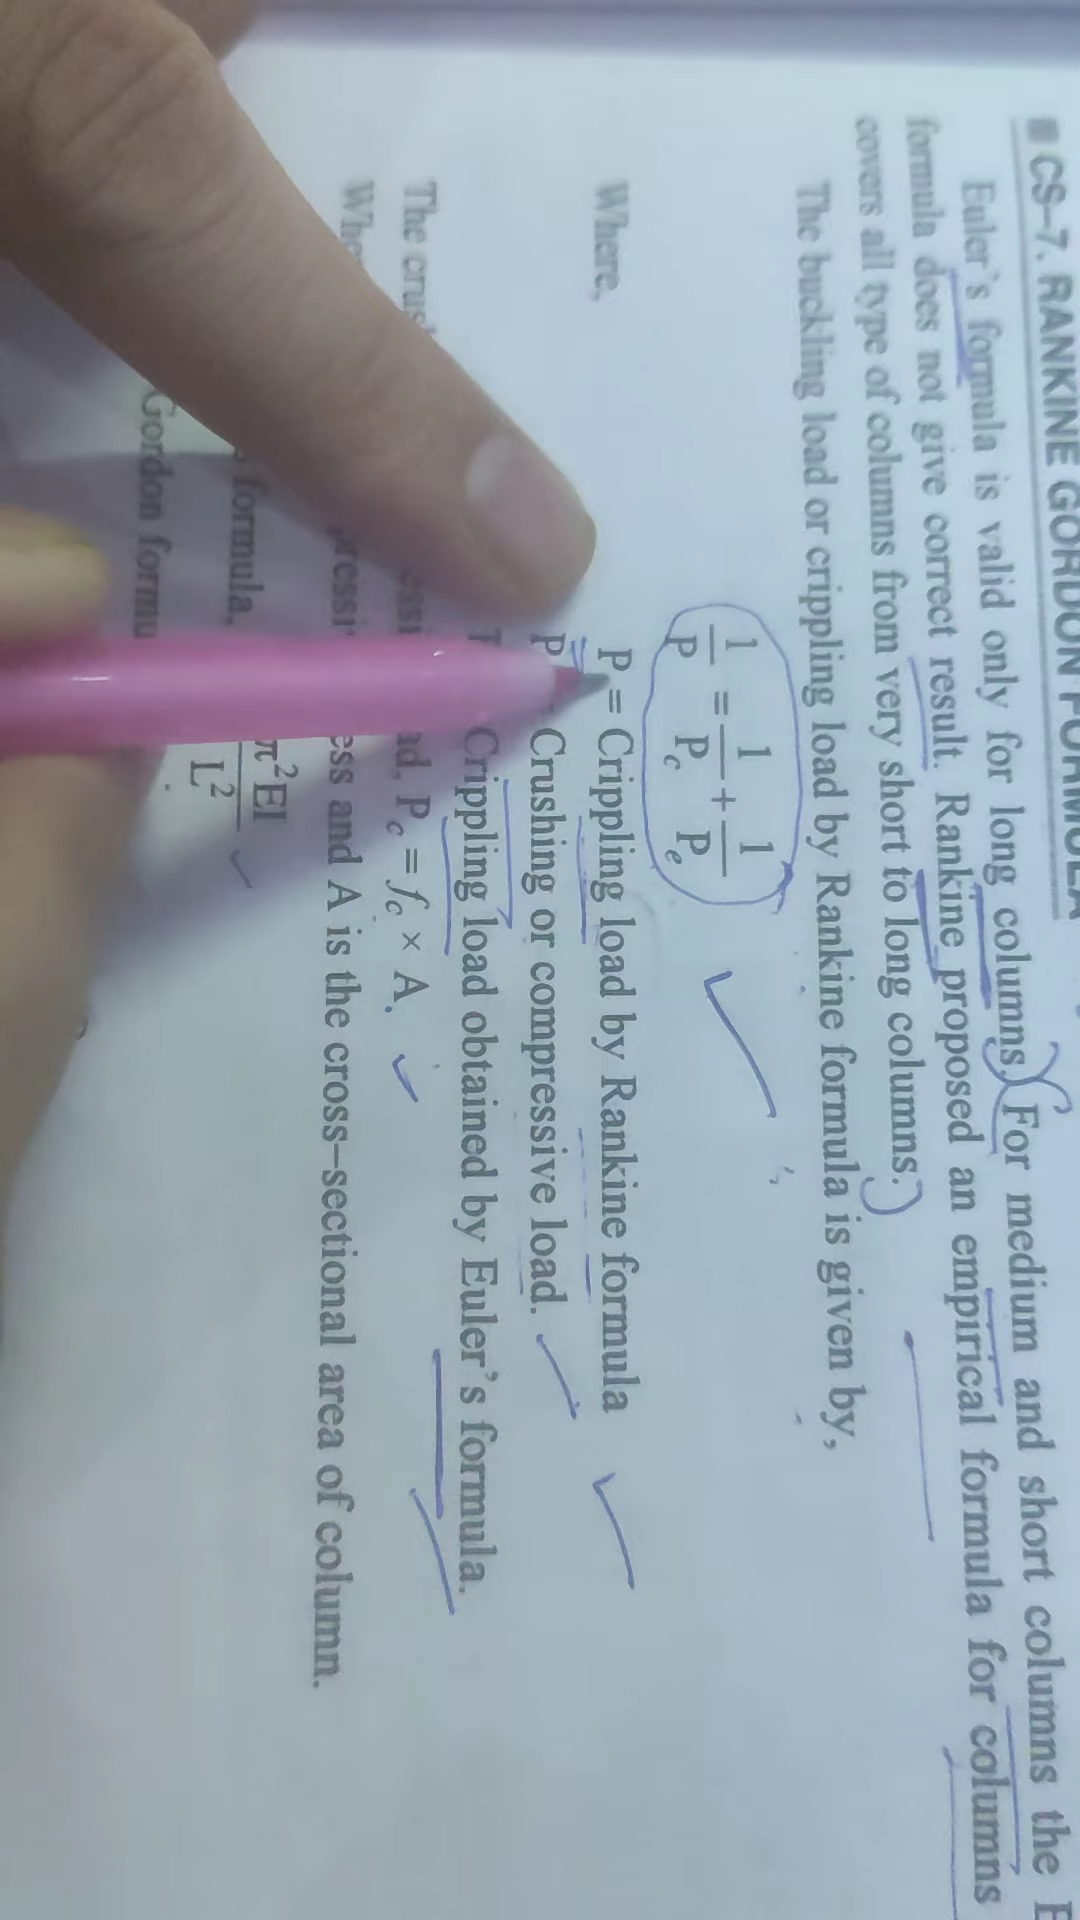 CS–7. RANKINE GORDON FORMULA
Euler's formula is valid only for long columns. For medium and short columns the
formula does not give correct result. Rankine proposed an empirical formula for columns
covers all type of columns from very short to long columns.
The buckling load or crippling load by Rankine formula is given by,
1/P = 1/Pc + 1/Pe
Where,
P = Crippling load by Rankine formula
P Crushing or compressive load.
Crippling load obtained by Euler's formula.
The ad, Pc = fc × A
and A is the cross–sectional area of column.
formula, π²EI/L²
Gordon